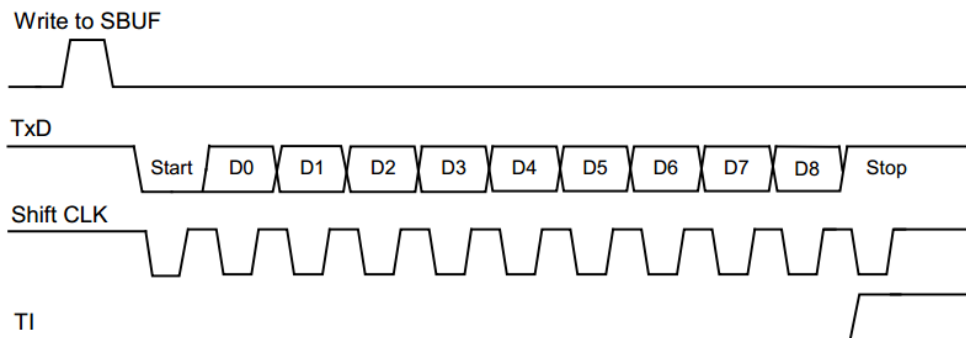 Write to SBUF
TxD
Start D0 D1 D2 D3 D4 D5 D6 D7 D8 Stop
Shift CLK
TI